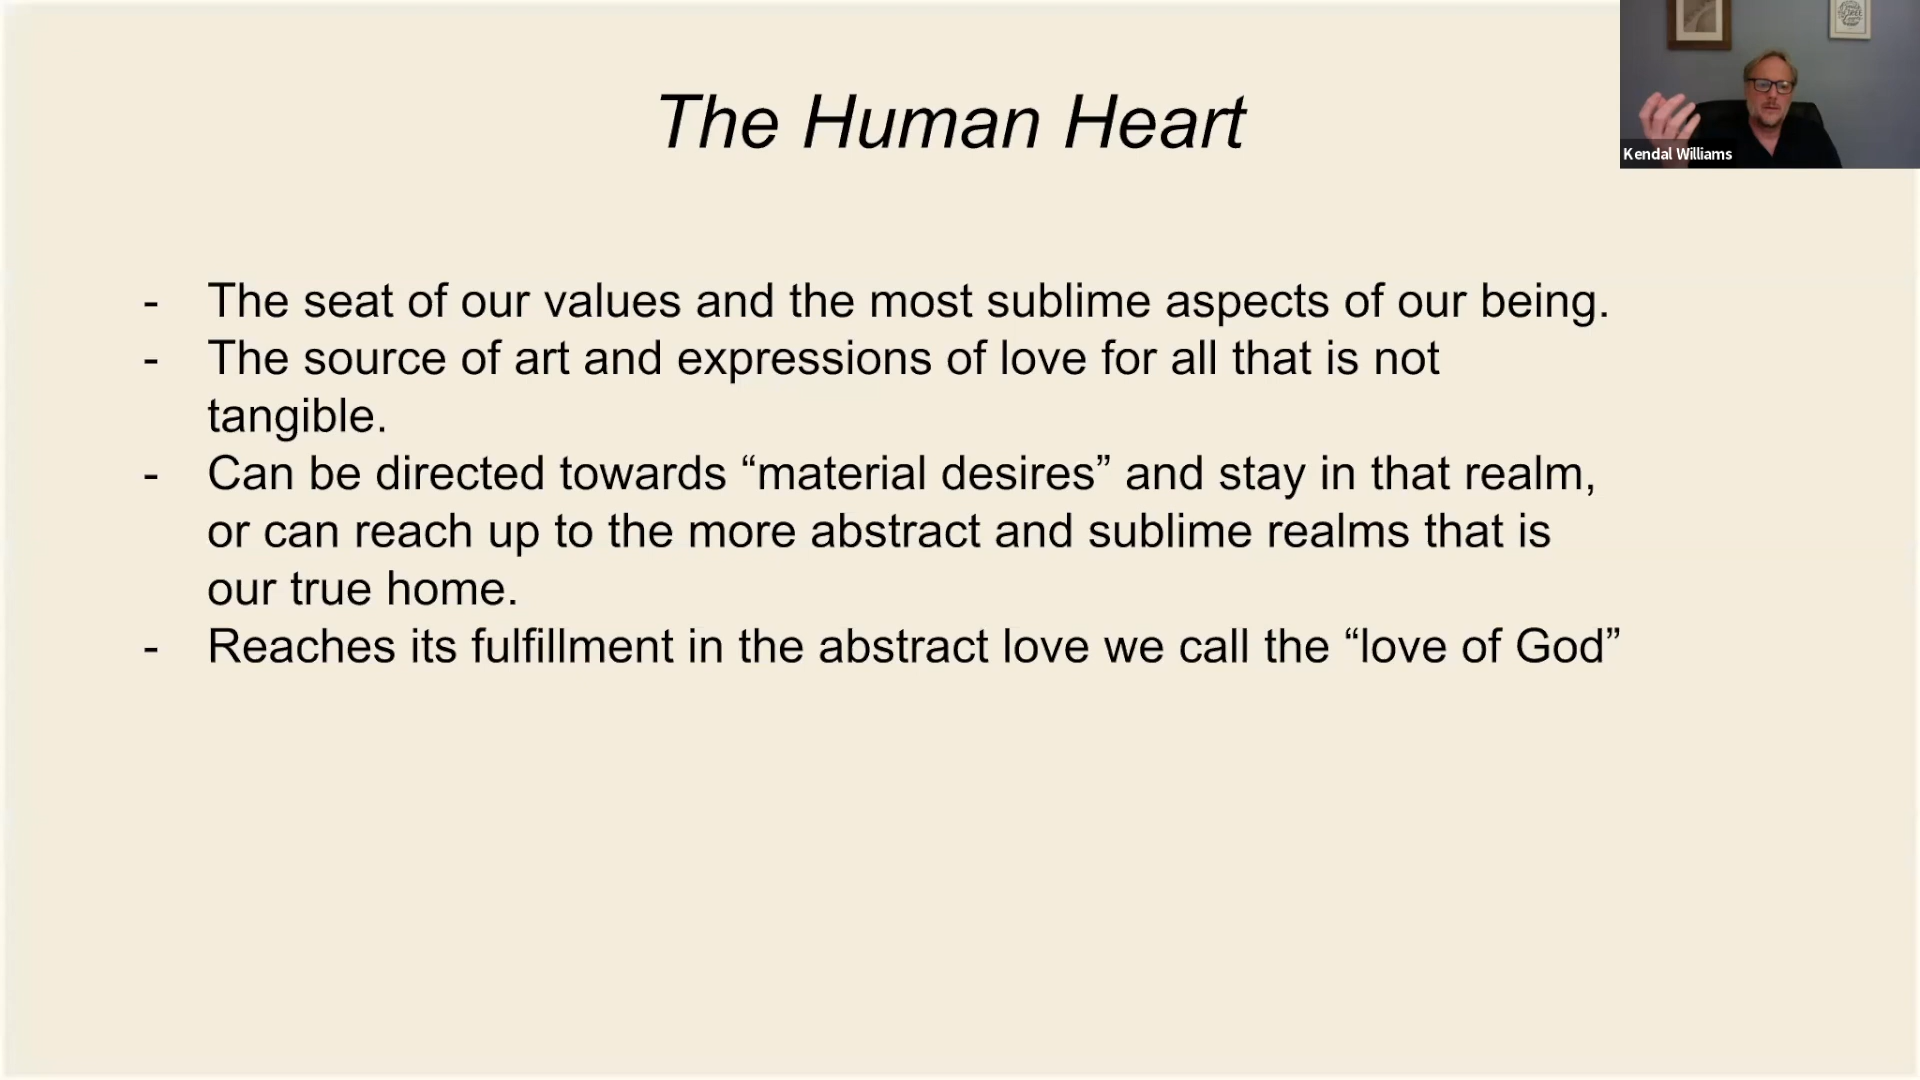 The Human Heart
Kendal Williams
- The seat of our values and the most sublime aspects of our being.
- The source of art and expressions of love for all that is not
tangible.
- Can be directed towards “material desires” and stay in that realm,
or can reach up to the more abstract and sublime realms that is
our true home.
- Reaches its fulfillment in the abstract love we call the “love of God”